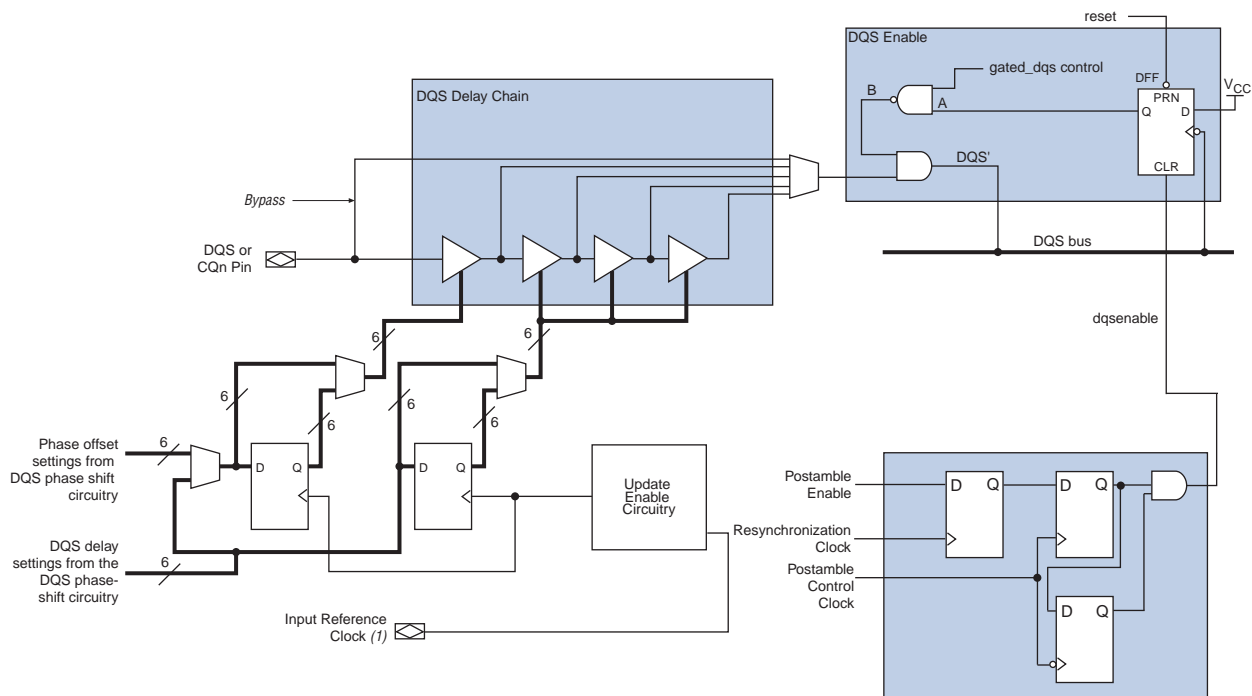 reset
DQS Enable
gated_dqs control
DFF
VCC
B
A
PRN
Q
D
CLR
DQS'
DQS bus
dqsenable
DQS Delay Chain
Bypass
DQS or
CQn Pin
6
6
6
6
6
6
Phase offset
settings from
DQS phase shift
circuitry
6
D
Q
D
Q
Update
Enable
Circuitry
DQS delay
settings from the
DQS phase-
shift circuitry
6
Input Reference
Clock (1)
Postamble
Enable
Resynchronization
Clock
Postamble
Control
Clock
D
Q
D
Q
D
Q